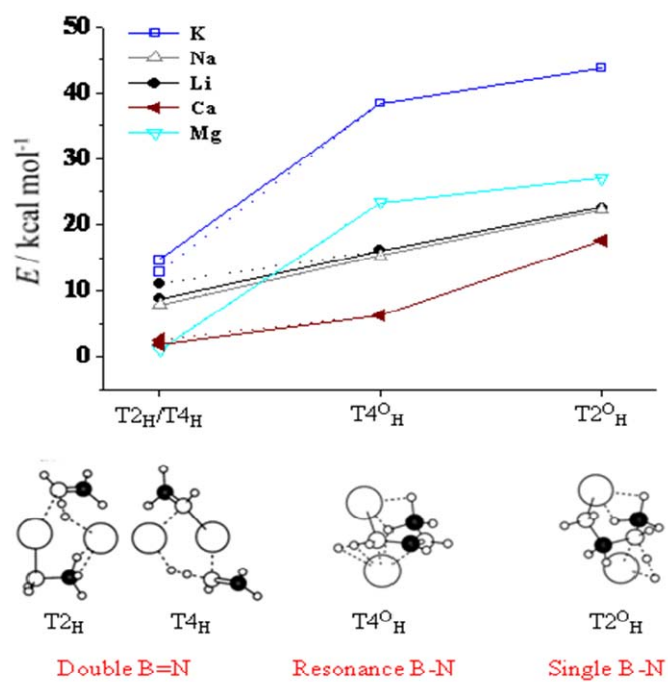 50
40
30
20
10
0
E / kcal mol⁻¹
K
Na
Li
Ca
Mg
T2H/T4H
T4OH
T2OH
T2H
T4H
T4OH
T2OH
Double B=N
Resonance B-N
Single B-N